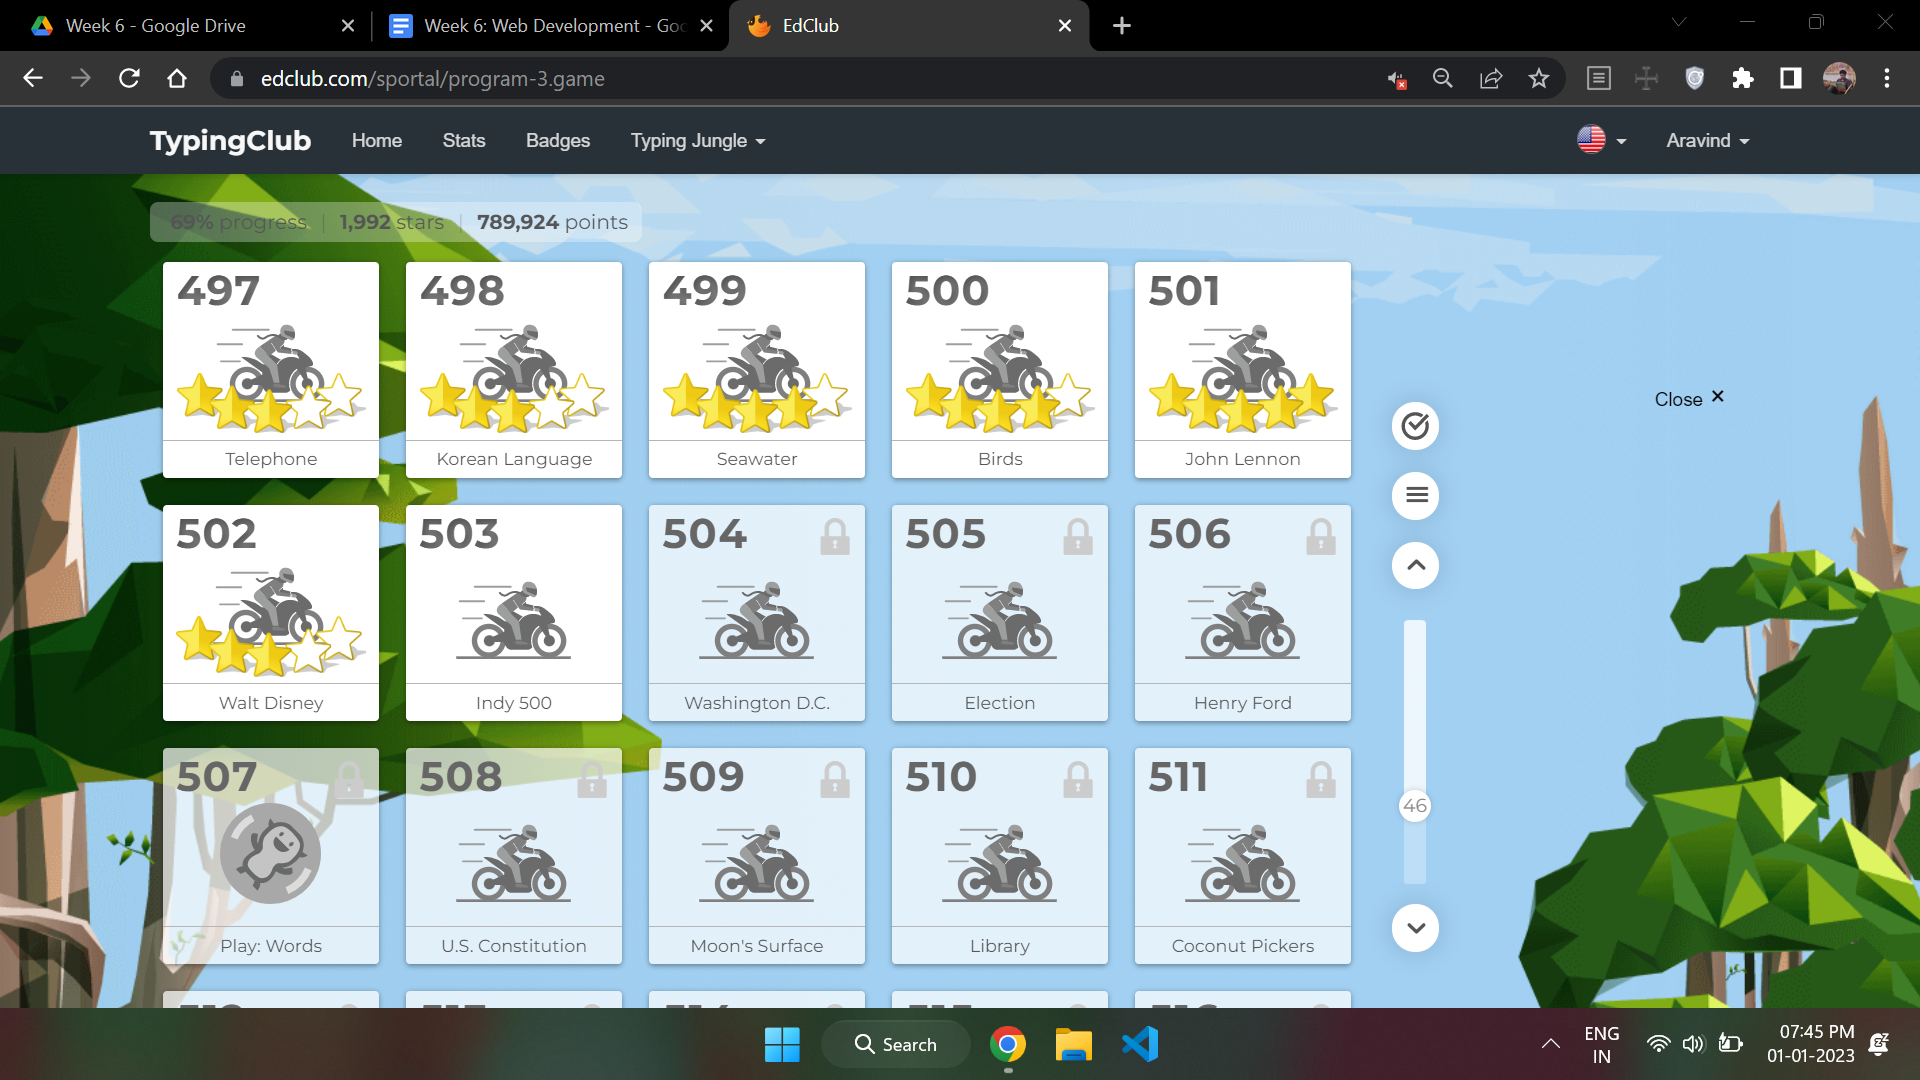 Week 6 - Google Drive
Week 6: Web Development - Goo
EdClub
edclub.com/sportal/program-3.game
TypingClub
Home
Stats
Badges
Typing Jungle
Aravind
69% progress | 1,992 stars | 789,924 points
497
498
499
500
501
Telephone
Korean Language
Seawater
Birds
John Lennon
Close
502
503
504
505
506
Walt Disney
Indy 500
Washington D.C.
Election
Henry Ford
507
508
509
510
511
46
Play: Words
U.S. Constitution
Moon's Surface
Library
Coconut Pickers
Search
ENG
IN
07:45 PM
01-01-2023